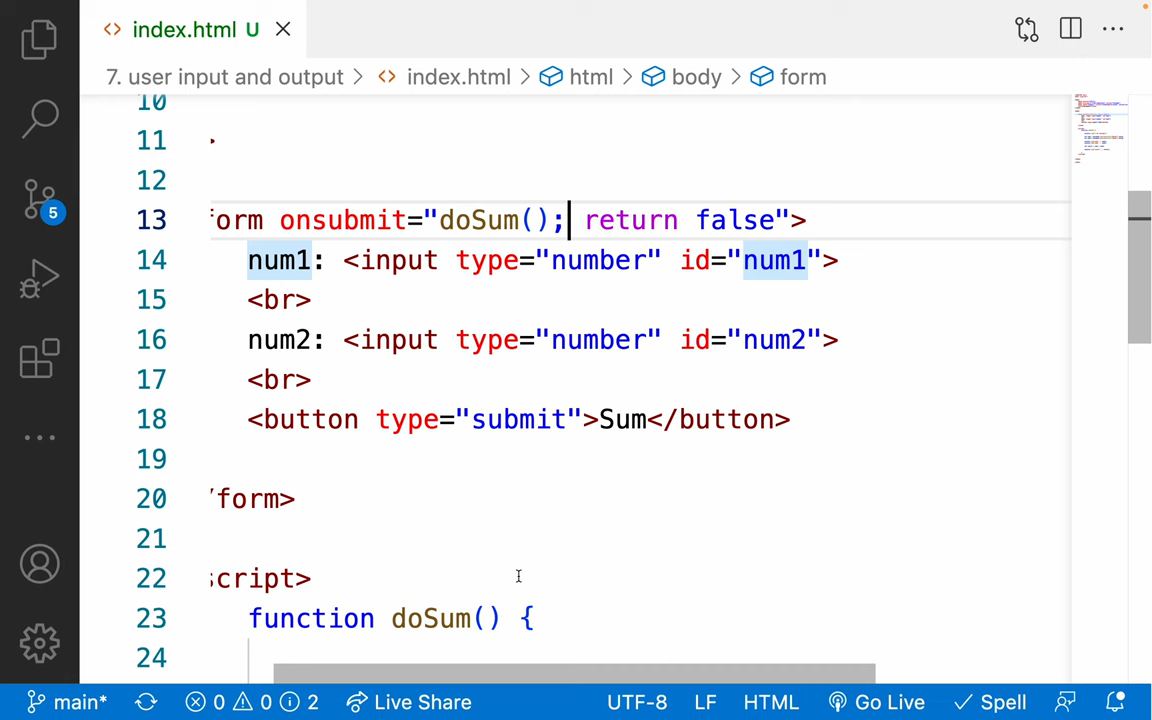 index.html U
7. user input and output > index.html > html > body > form
10
11 >
12
13 form onsubmit="doSum(); return false">
14 num1: <input type="number" id="num1">
15 <br>
16 num2: <input type="number" id="num2">
17 <br>
18 <button type="submit">Sum</button>
19
20 /form>
21
22 script>
23 function doSum() {
24
5
main* 0 0 2 Live Share UTF-8 LF HTML Go Live Spell